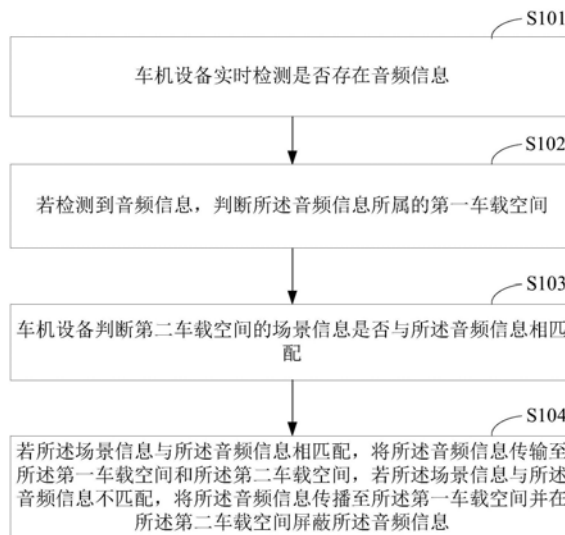 S101
车机设备实时检测是否存在音频信息
S102
若检测到音频信息，判断所述音频信息所属的第一车载空间
S103
车机设备判断第二车载空间的场景信息是否与所述音频信息相匹
配
S104
若所述场景信息与所述音频信息相匹配，将所述音频信息传输至
所述第一车载空间和所述第二车载空间，若所述场景信息与所述
音频信息不匹配，将所述音频信息传播至所述第一车载空间并在
所述第二车载空间屏蔽所述音频信息